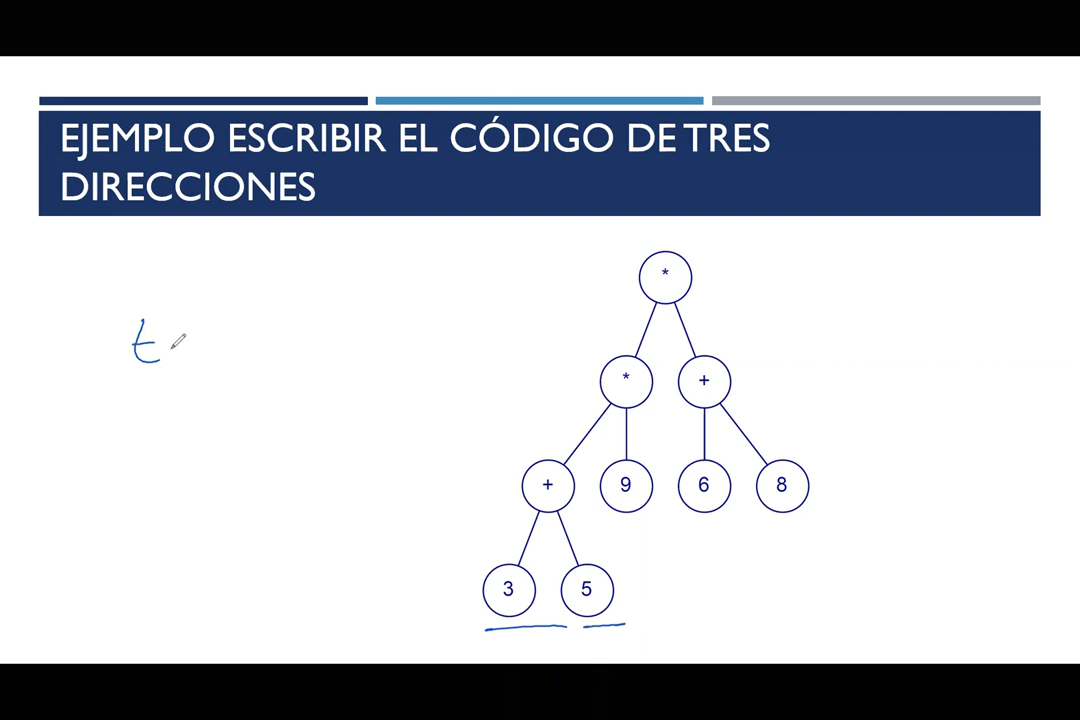 EJEMPLO ESCRIBIR EL CÓDIGO DE TRES
DIRECCIONES
*
t
* +
+ 9 6 8
3 5